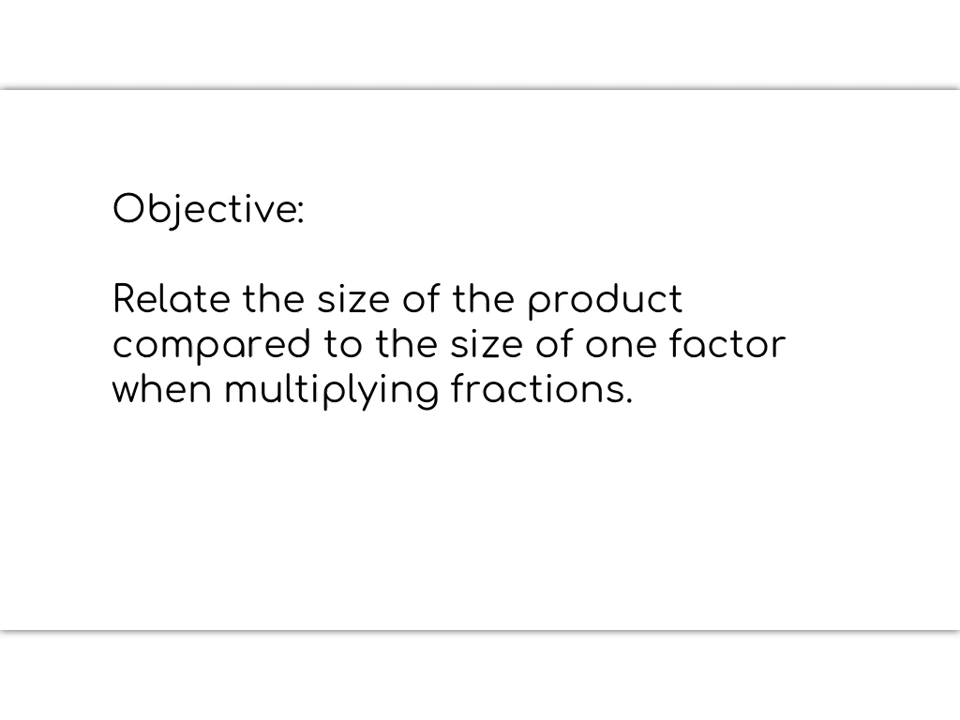 Objective:
Relate the size of the product
compared to the size of one factor
when multiplying fractions.